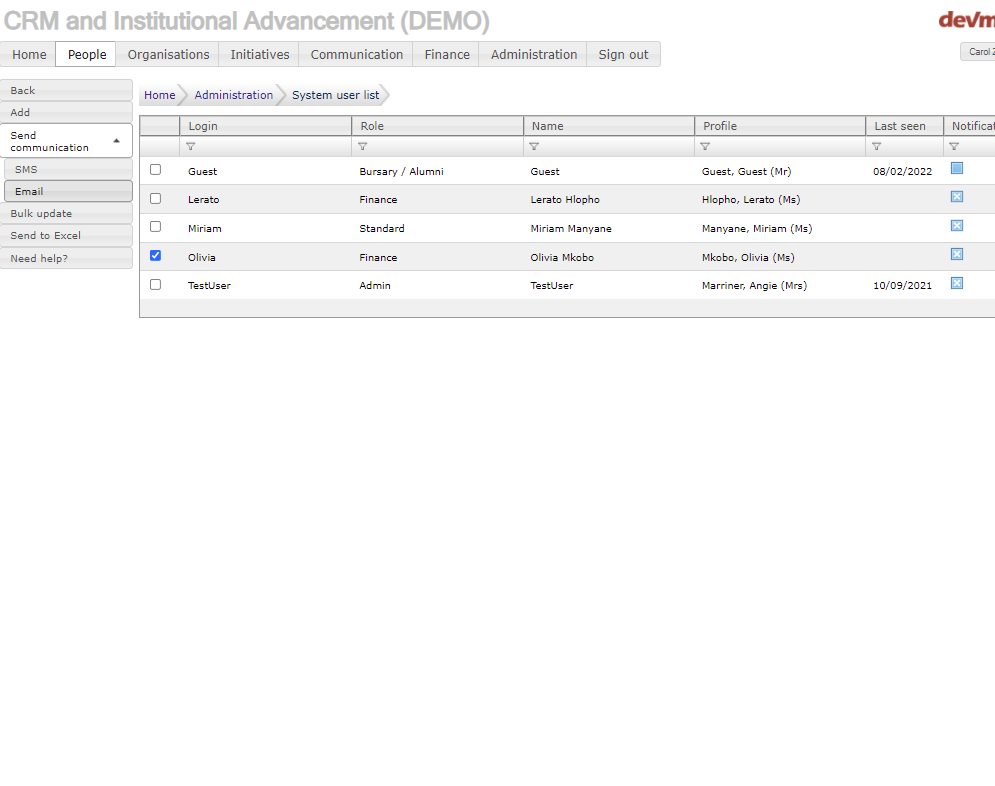 CRM and Institutional Advancement (DEMO)
Home People Organisations Initiatives Communication Finance Administration Sign out
Back
Add
Send
communication
SMS
Email
Bulk update
Send to Excel
Need help?
Home Administration System user list
Login Role Name Profile Last seen Notificat
Guest Bursary / Alumni Guest Guest, Guest (Mr) 08/02/2022
Lerato Finance Lerato Hlopho Hlopho, Lerato (Ms)
Miriam Standard Miriam Manyane Manyane, Miriam (Ms)
Olivia Finance Olivia Mkobo Mkobo, Olivia (Ms)
TestUser Admin TestUser Marriner, Angie (Mrs) 10/09/2021
devm
Carol